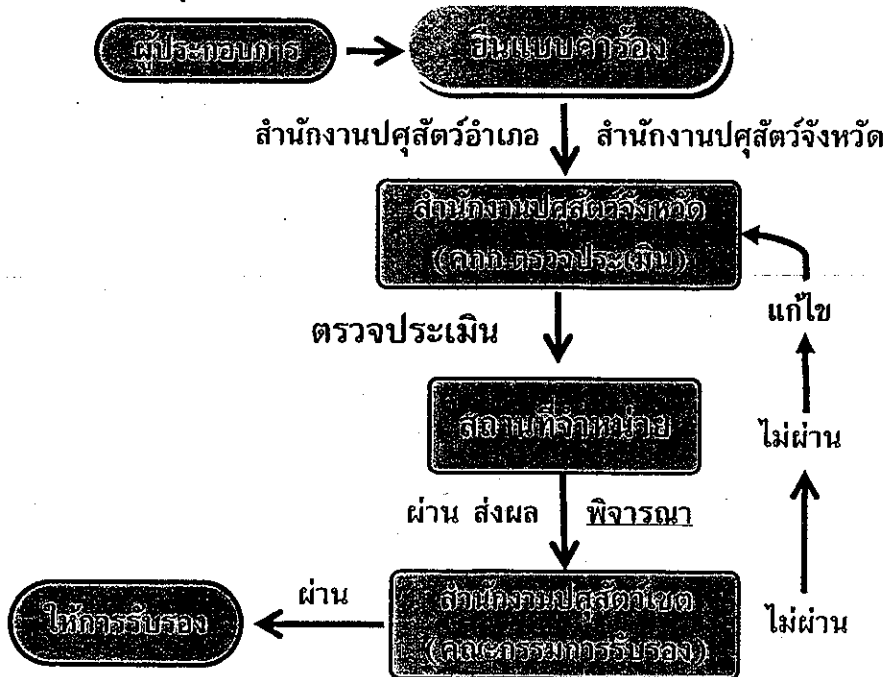 ผู้ประกอบการ
ยื่นแบบคำร้อง
สำนักงานปศุสัตว์อำเภอ
สำนักงานปศุสัตว์จังหวัด
สำนักงานปศุสัตว์จังหวัด
(คกก.ตรวจประเมิน)
แก้ไข
ตรวจประเมิน
สถานที่จำหน่าย
ไม่ผ่าน
ผ่าน ส่งผล
พิจารณา
ผ่าน
สำนักงานปศุสัตว์เขต
(คณะกรรมการรับรอง)
ให้การรับรอง
ไม่ผ่าน